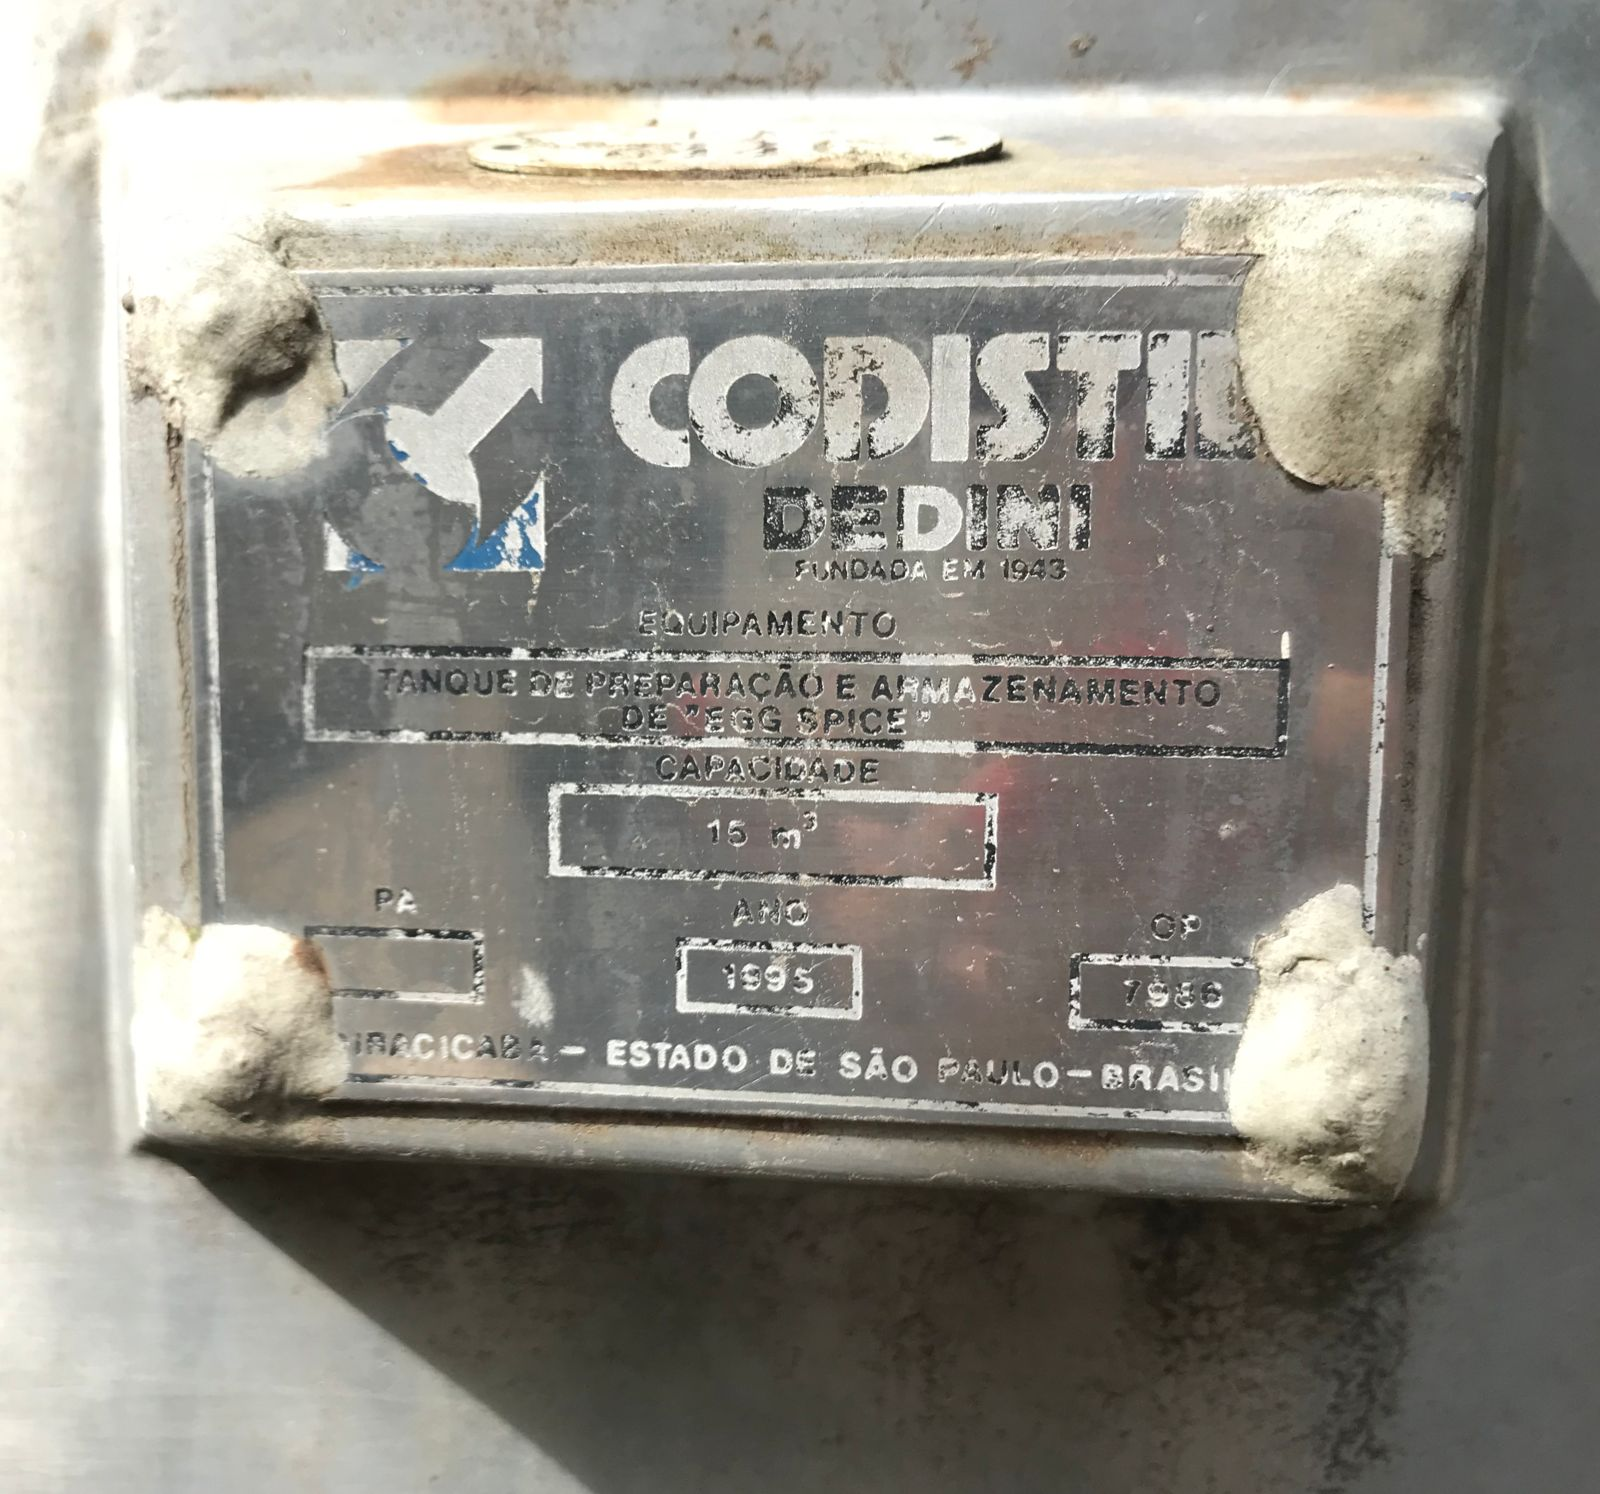 CODISTIL
DEDINI
FUNDADA EM 1943
EQUIPAMENTO
TANQUE DE PREPARAÇÃO E ARMAZENAMENTO
DE "EGG SPICE"
CAPACIDADE
15 m³
PA ANO OP
1995 7986
PIRACICABA - ESTADO DE SÃO PAULO - BRASIL